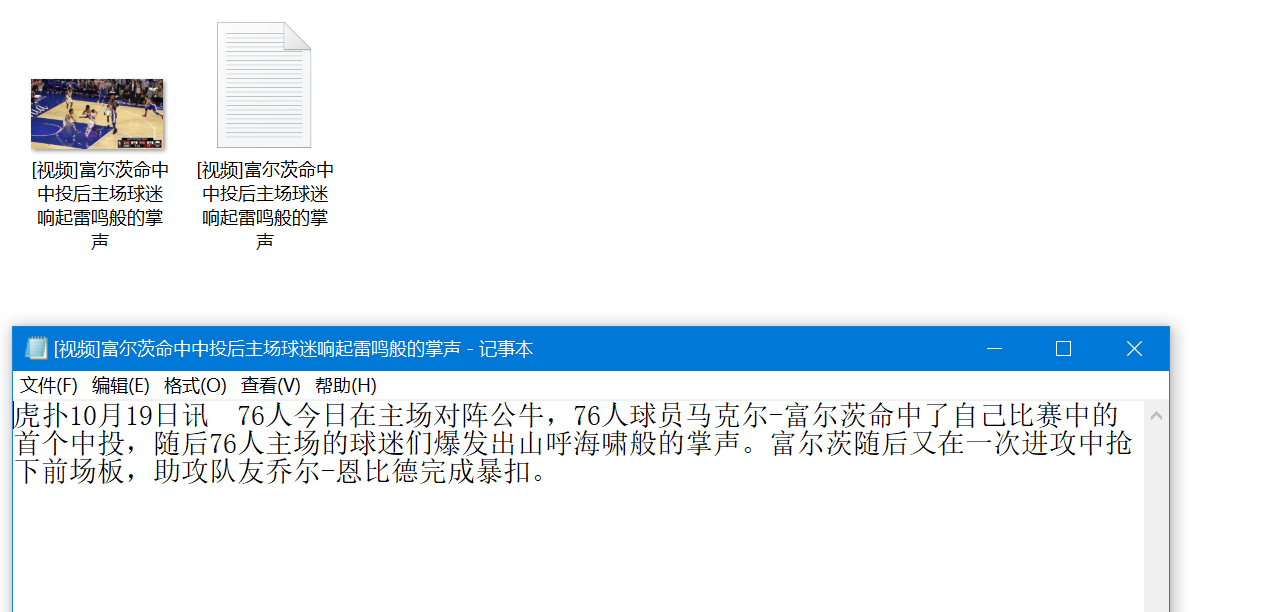 [视频]富尔茨命中
中投后主场球迷
响起雷鸣般的掌
声
[视频]富尔茨命中
中投后主场球迷
响起雷鸣般的掌
声
[视频]富尔茨命中中投后主场球迷响起雷鸣般的掌声 - 记事本
文件(F) 编辑(E) 格式(O) 查看(V) 帮助(H)
虎扑10月19日讯　76人今日在主场对阵公牛，76人球员马克尔-富尔茨命中了自己比赛中的
首个中投，随后76人主场的球迷们爆发出山呼海啸般的掌声。富尔茨随后又在一次进攻中抢
下前场板，助攻队友乔尔-恩比德完成暴扣。